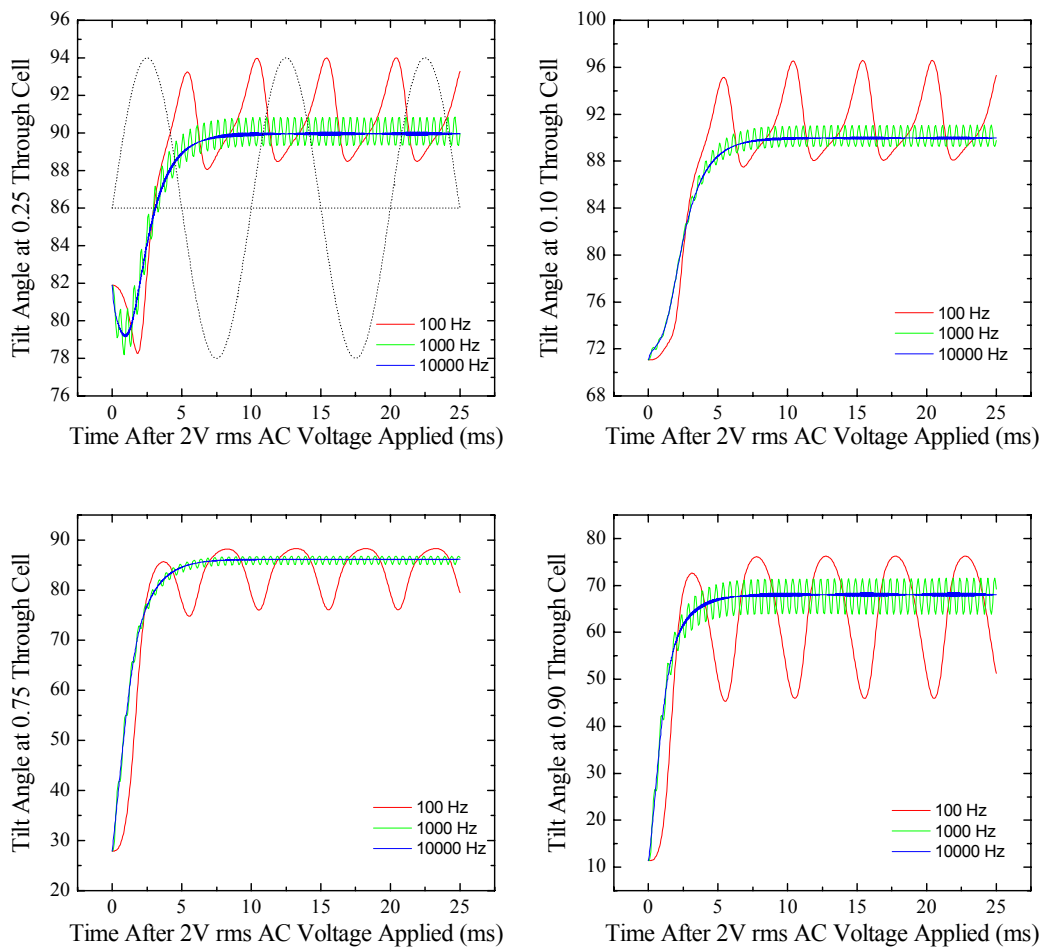 Tilt Angle at 0.25 Through Cell
96
94
92
90
88
86
84
82
80
78
76
100 Hz
1000 Hz
10000 Hz
0 5 10 15 20 25
Time After 2V rms AC Voltage Applied (ms)
Tilt Angle at 0.10 Through Cell
100
96
92
88
84
80
76
72
68
100 Hz
1000 Hz
10000 Hz
0 5 10 15 20 25
Time After 2V rms AC Voltage Applied (ms)
Tilt Angle at 0.75 Through Cell
90
80
70
60
50
40
30
20
100 Hz
1000 Hz
10000 Hz
0 5 10 15 20 25
Time After 2V rms AC Voltage Applied (ms)
Tilt Angle at 0.90 Through Cell
80
70
60
50
40
30
20
10
100 Hz
1000 Hz
10000 Hz
0 5 10 15 20 25
Time After 2V rms AC Voltage Applied (ms)